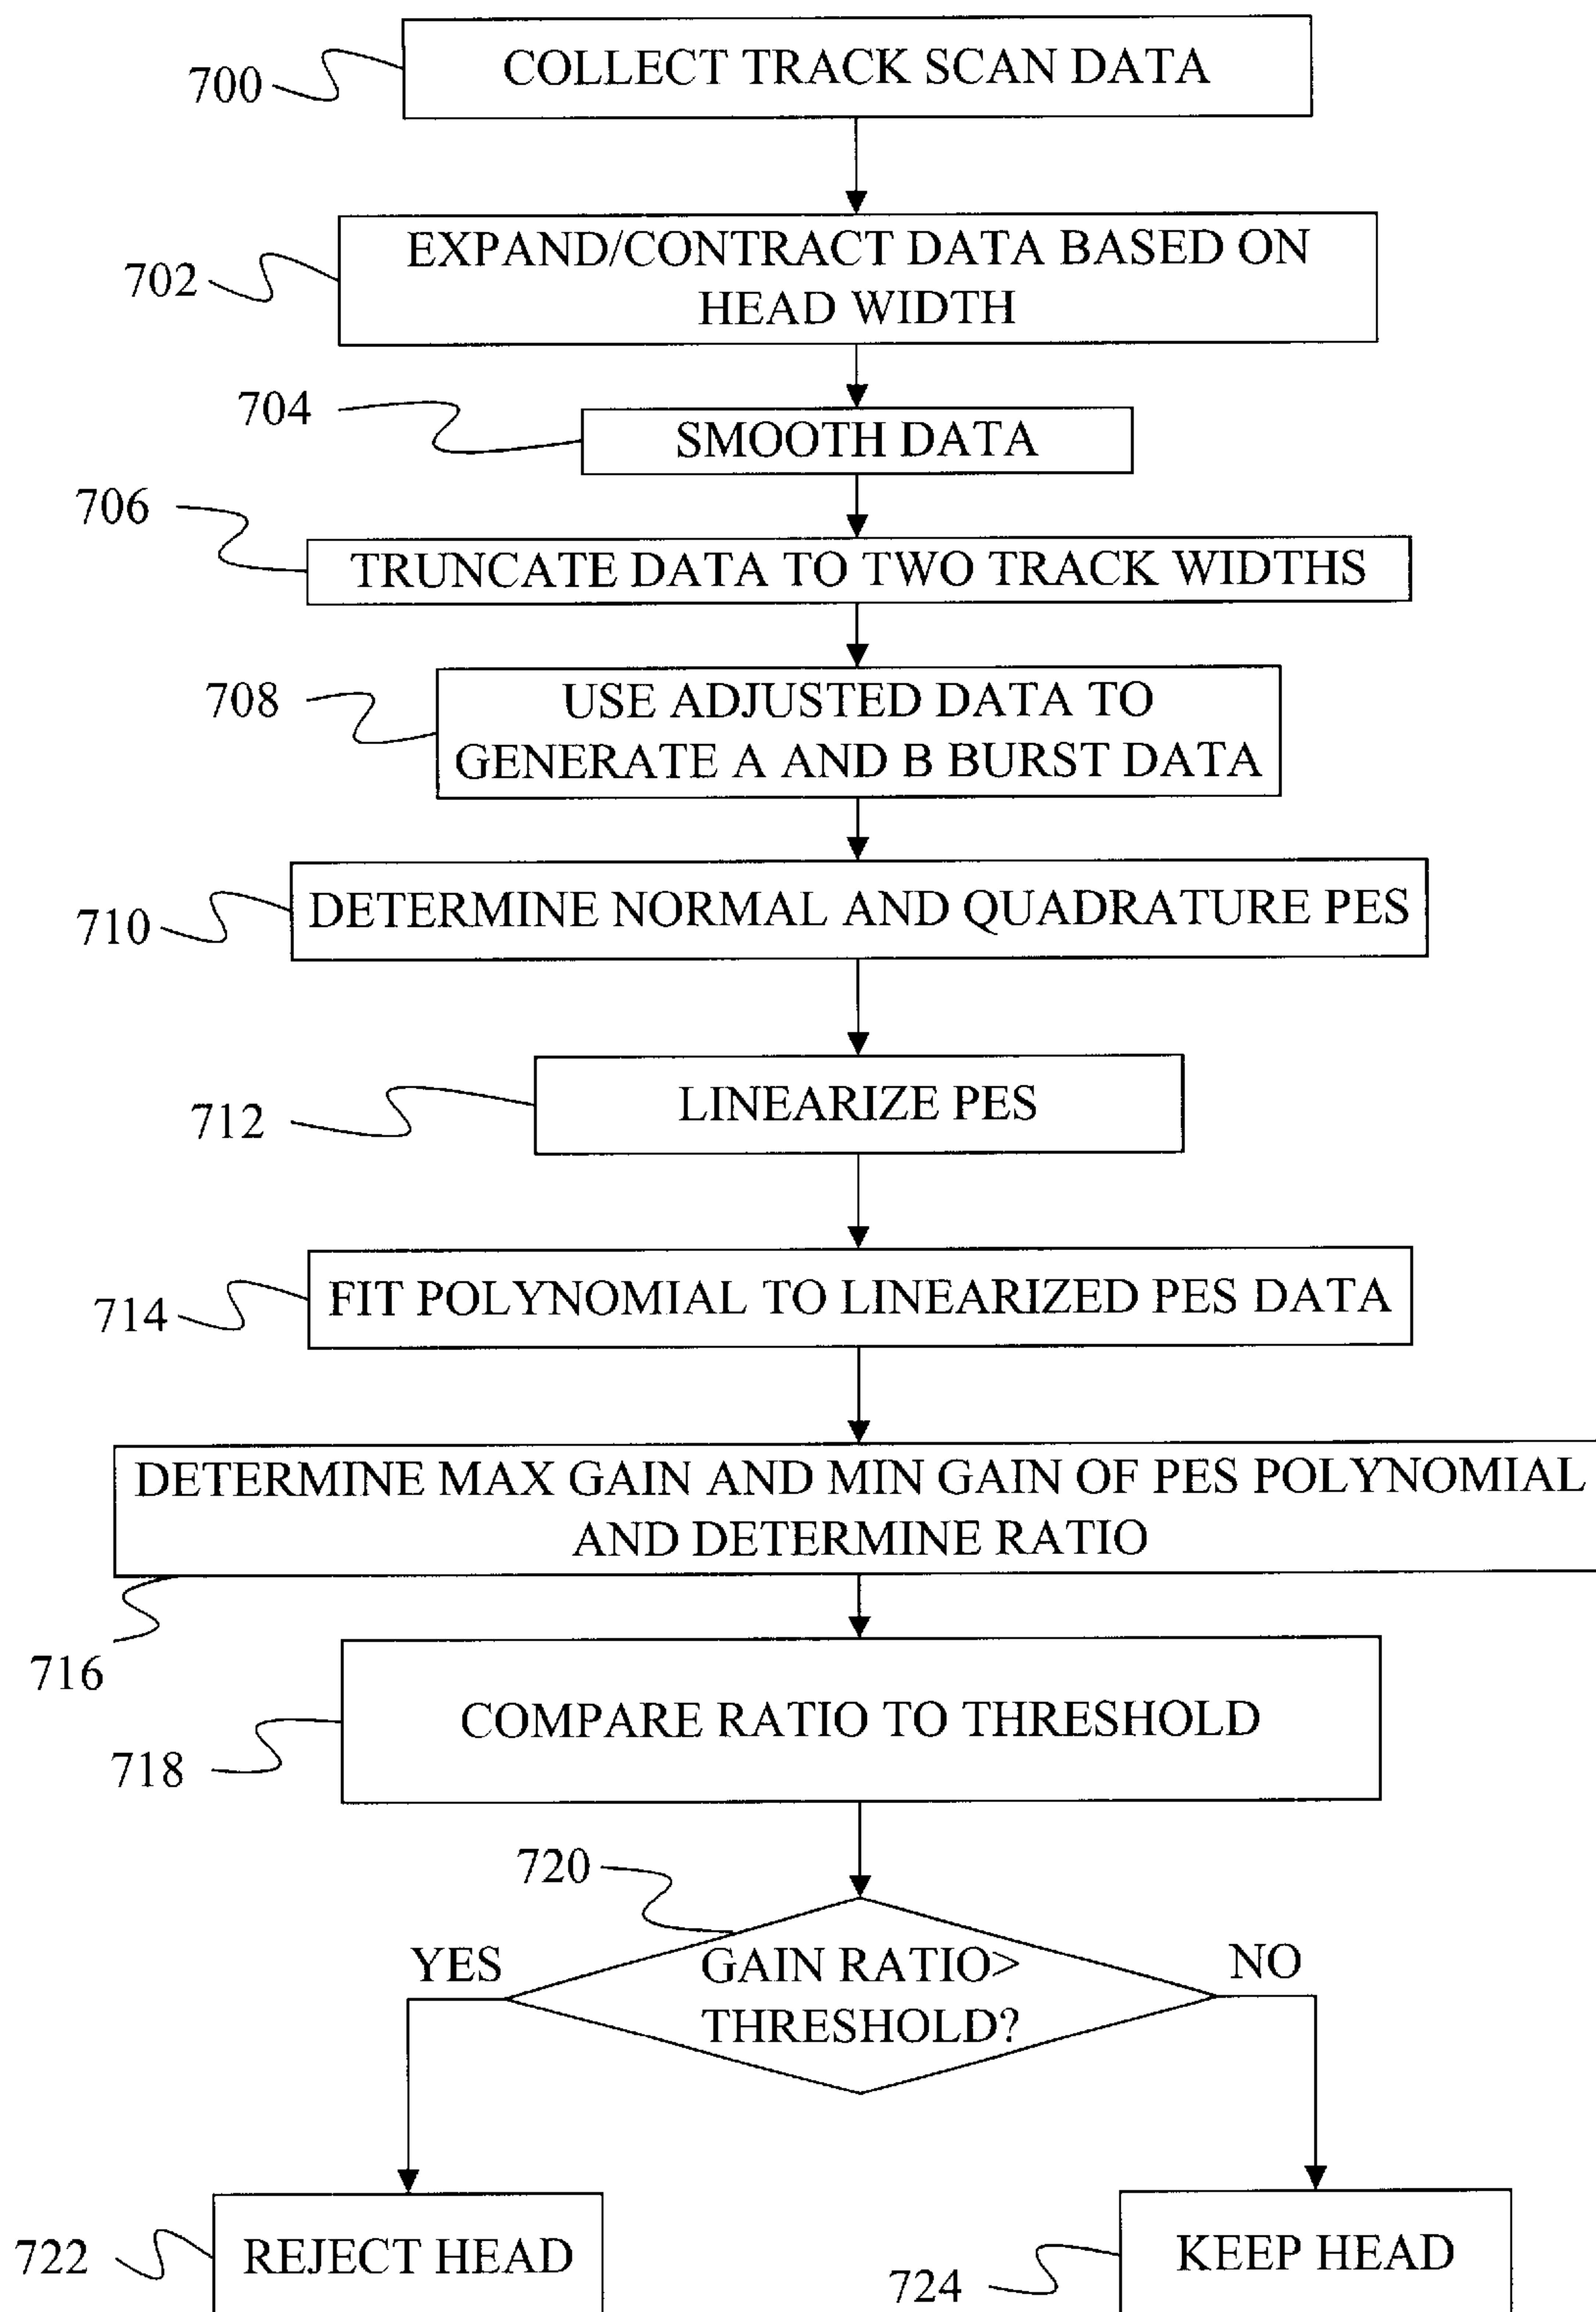 700
COLLECT TRACK SCAN DATA
702
EXPAND/CONTRACT DATA BASED ON
HEAD WIDTH
704
SMOOTH DATA
706
TRUNCATE DATA TO TWO TRACK WIDTHS
708
USE ADJUSTED DATA TO
GENERATE A AND B BURST DATA
710
DETERMINE NORMAL AND QUADRATURE PES
712
LINEARIZE PES
714
FIT POLYNOMIAL TO LINEARIZED PES DATA
DETERMINE MAX GAIN AND MIN GAIN OF PES POLYNOMIAL
AND DETERMINE RATIO
716
COMPARE RATIO TO THRESHOLD
718
720
YES
GAIN RATIO>
THRESHOLD?
NO
722
REJECT HEAD
724
KEEP HEAD